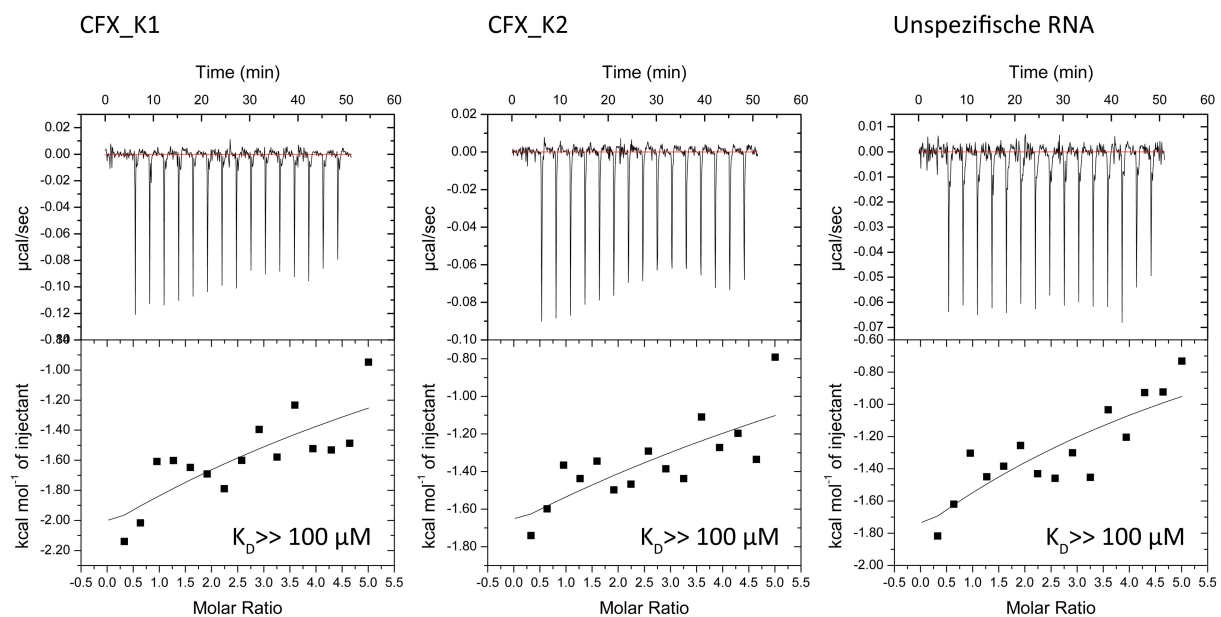 CFX_K1
CFX_K2
Unspezifische RNA
Time (min)
Time (min)
Time (min)
0 10 20 30 40 50 60
0 10 20 30 40 50 60
0 10 20 30 40 50 60
µcal/sec
0.02
0.00
-0.02
-0.04
-0.06
-0.08
-0.10
-0.12
µcal/sec
0.02
0.00
-0.02
-0.04
-0.06
-0.08
-0.10
µcal/sec
0.01
0.00
-0.01
-0.02
-0.03
-0.04
-0.05
-0.06
-0.07
kcal mol⁻¹ of injectant
-1.00
-1.20
-1.40
-1.60
-1.80
-2.00
-2.20
K_D>> 100 µM
kcal mol⁻¹ of injectant
-0.80
-1.00
-1.20
-1.40
-1.60
-1.80
K_D>> 100 µM
kcal mol⁻¹ of injectant
-0.60
-0.80
-1.00
-1.20
-1.40
-1.60
-1.80
-2.00
K_D>> 100 µM
-0.5 0.0 0.5 1.0 1.5 2.0 2.5 3.0 3.5 4.0 4.5 5.0 5.5
-0.5 0.0 0.5 1.0 1.5 2.0 2.5 3.0 3.5 4.0 4.5 5.0 5.5
-0.5 0.0 0.5 1.0 1.5 2.0 2.5 3.0 3.5 4.0 4.5 5.0 5.5
Molar Ratio
Molar Ratio
Molar Ratio